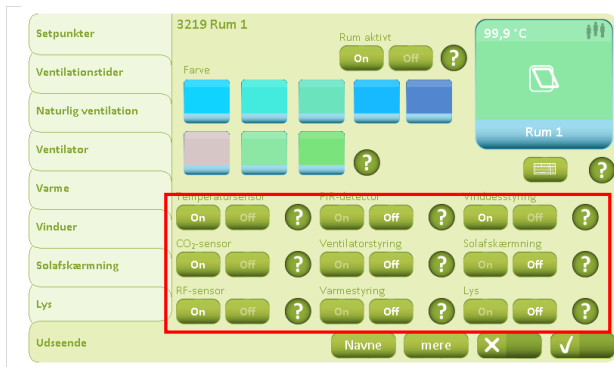 3219 Rum 1
Setpunkter
Ventilationstider
Naturlig ventilation
Ventilator
Varme
Vinduer
Solafskærmning
Lys
Udseende
Rum aktivt
On Off ?
Farve
?
99,9 °C
Rum 1
?
Temperatursensor PIR-detector Vinduesstyring
On Off ? On Off ? On Off ?
CO₂-sensor Ventilatorstyring Solafskærmning
On Off ? On Off ? On Off ?
RF-sensor Varmestyring Lys
On Off ? On Off ? On Off ?
Navne mere